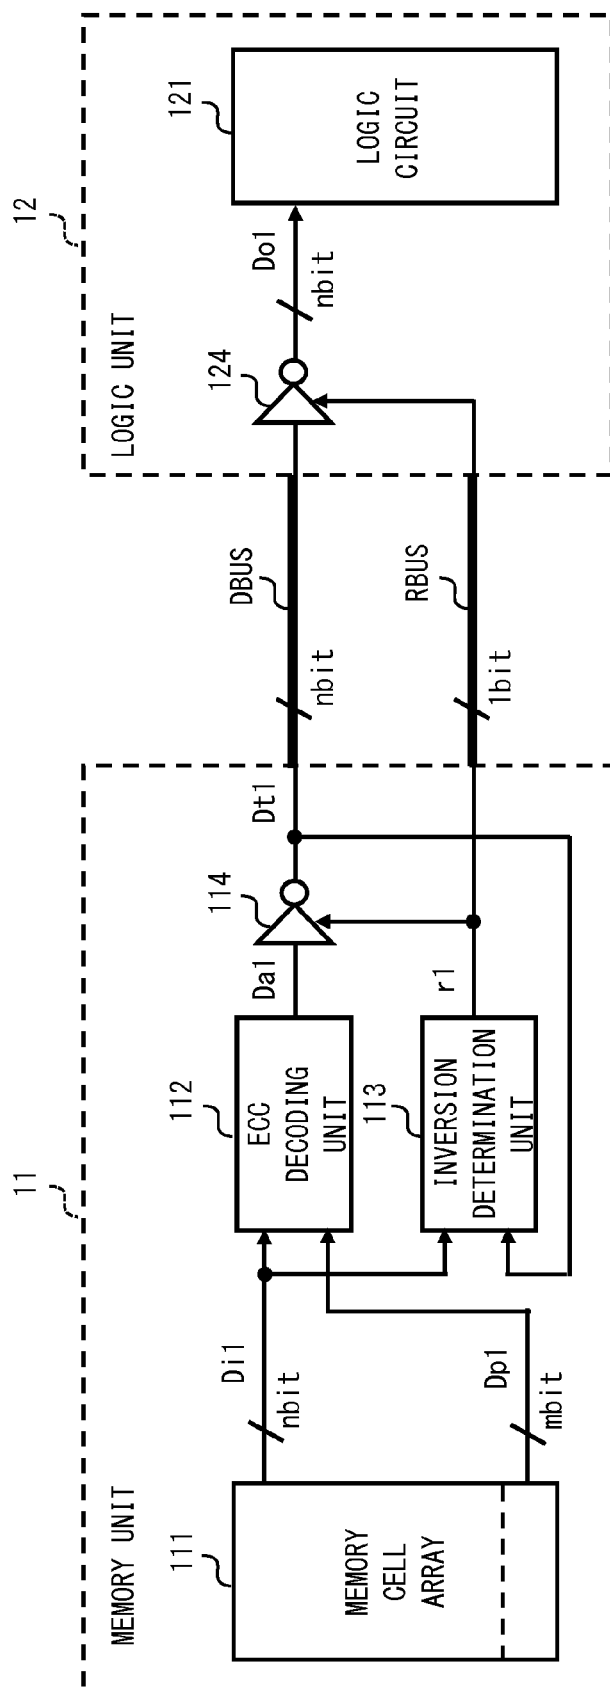 11
12
MEMORY UNIT
111
MEMORY
CELL
ARRAY
Di1
nbit
Dp1
mbit
112
ECC
DECODING
UNIT
113
INVERSION
DETERMINATION
UNIT
Da1
114
r1
Dt1
DBUS
nbit
RBUS
1bit
LOGIC UNIT
124
Do1
nbit
121
LOGIC
CIRCUIT